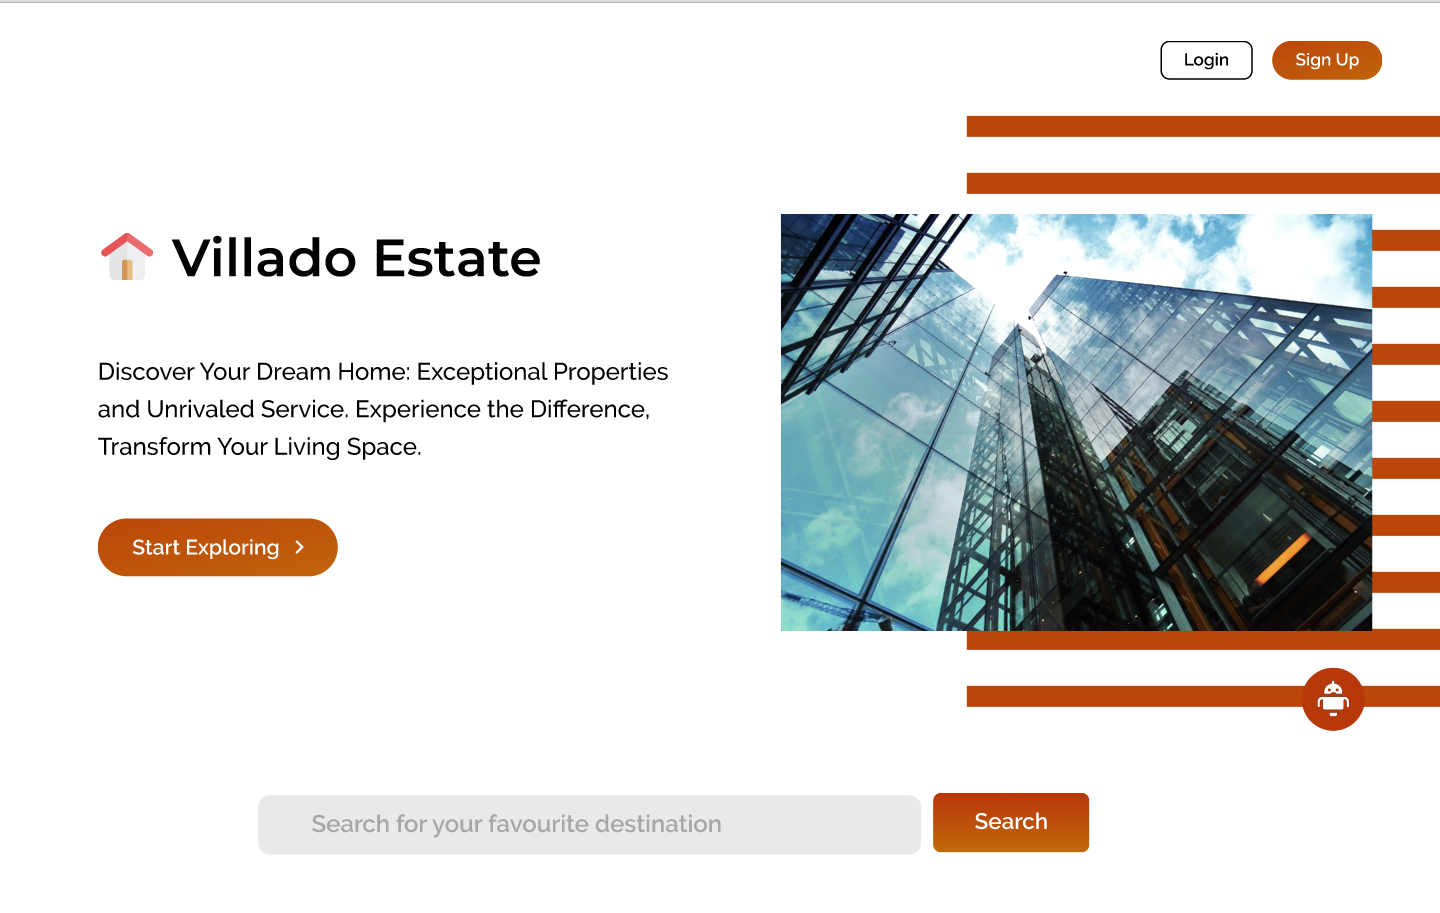 Login
Sign Up
Villado Estate
Discover Your Dream Home: Exceptional Properties
and Unrivaled Service. Experience the Difference,
Transform Your Living Space.
Start Exploring
Search for your favourite destination
Search